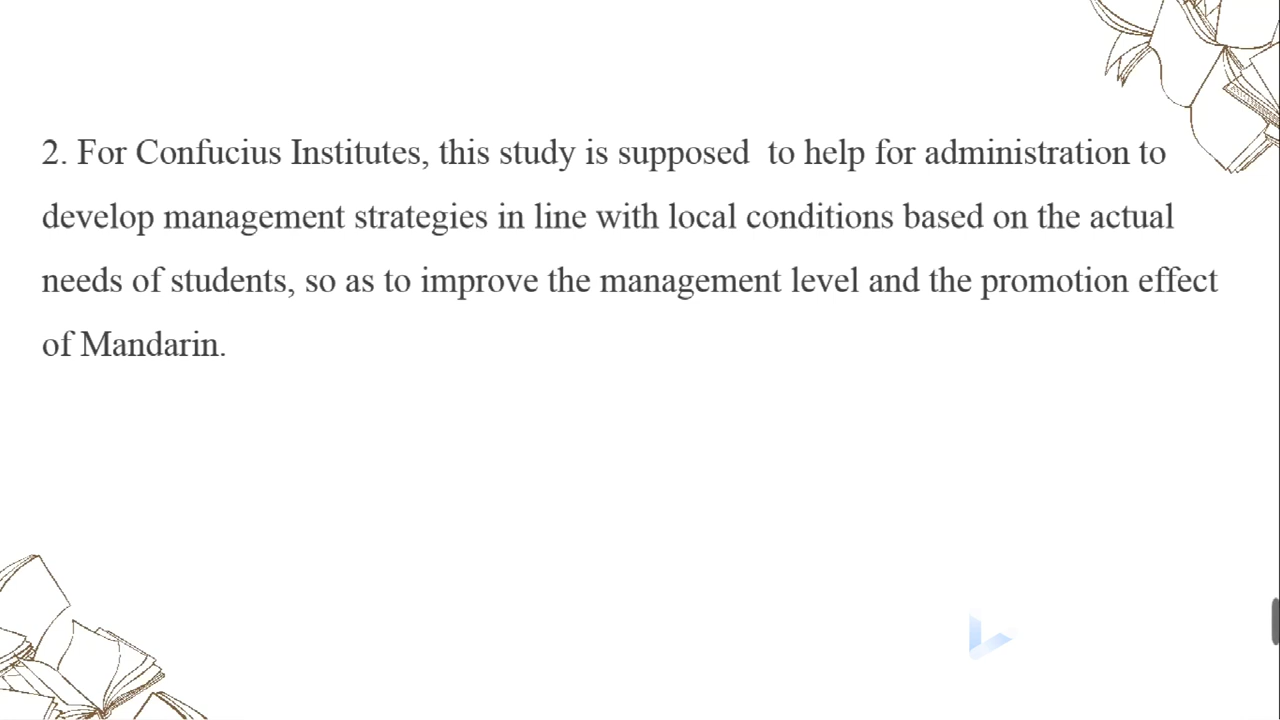 2. For Confucius Institutes, this study is supposed  to help for administration to
develop management strategies in line with local conditions based on the actual
needs of students, so as to improve the management level and the promotion effect
of Mandarin.